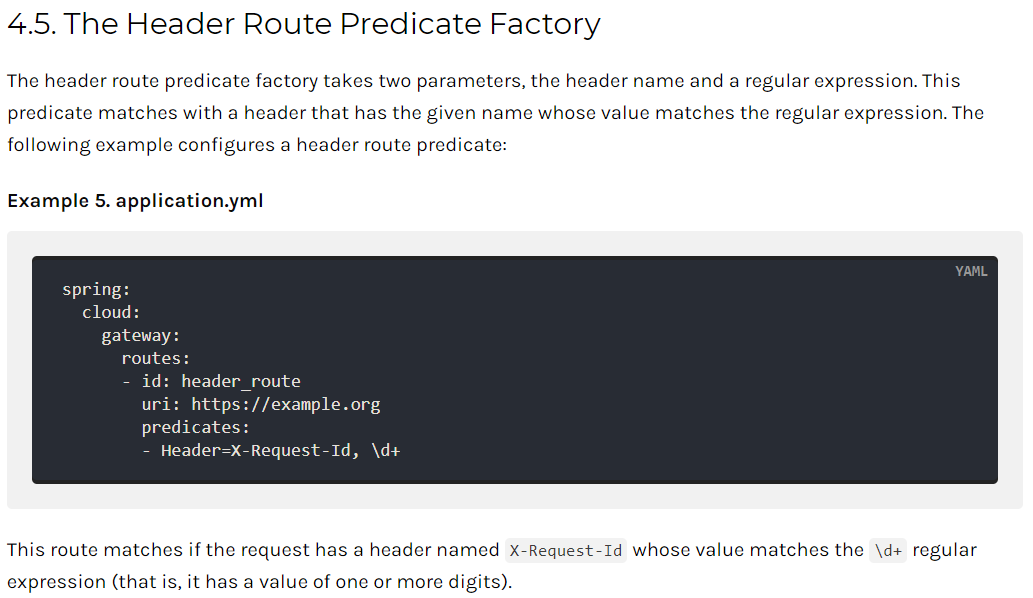 4.5. The Header Route Predicate Factory
The header route predicate factory takes two parameters, the header name and a regular expression. This
predicate matches with a header that has the given name whose value matches the regular expression. The
following example configures a header route predicate:
Example 5. application.yml
YAML
spring:
  cloud:
    gateway:
      routes:
      - id: header_route
        uri: https://example.org
        predicates:
        - Header=X-Request-Id, \d+
This route matches if the request has a header named X-Request-Id whose value matches the \d+ regular
expression (that is, it has a value of one or more digits).